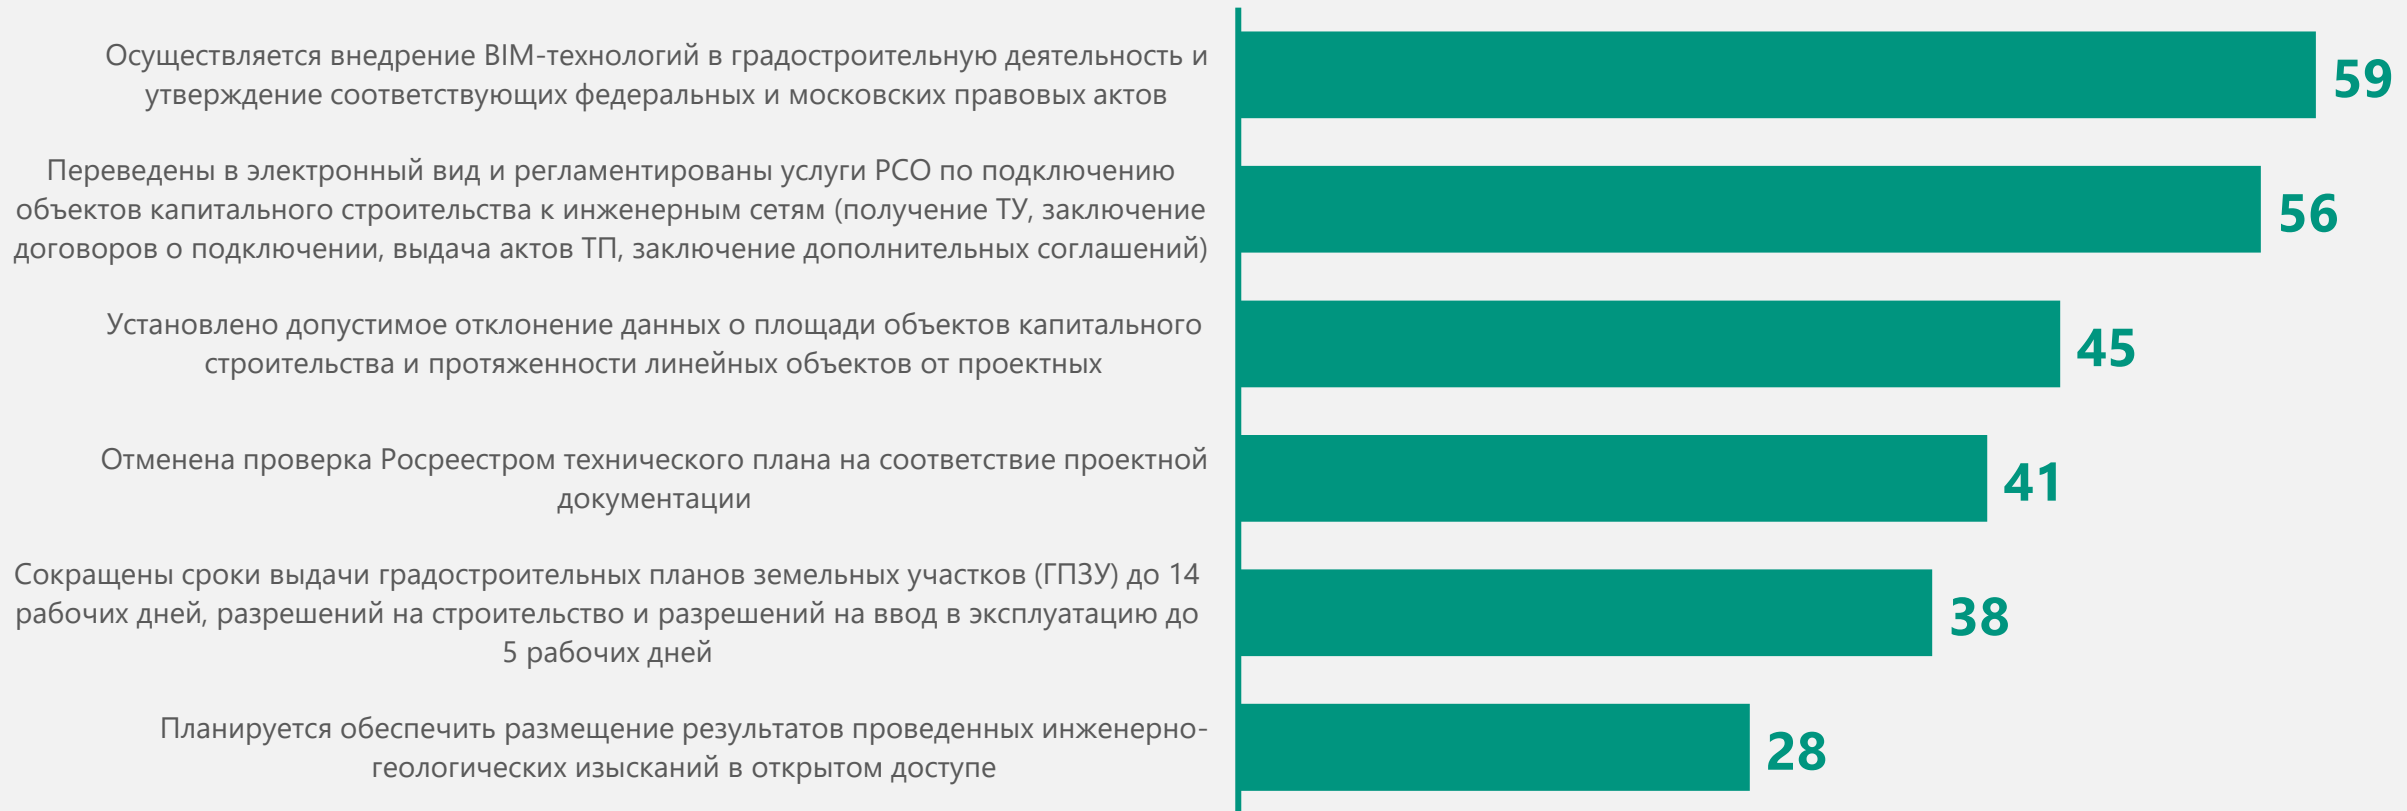 Осуществляется внедрение BIM-технологий в градостроительную деятельность и
утверждение соответствующих федеральных и московских правовых актов
59
Переведены в электронный вид и регламентированы услуги РСО по подключению
объектов капитального строительства к инженерным сетям (получение ТУ, заключение
договоров о подключении, выдача актов ТП, заключение дополнительных соглашений)
56
Установлено допустимое отклонение данных о площади объектов капитального
строительства и протяженности линейных объектов от проектных
45
Отменена проверка Росреестром технического плана на соответствие проектной
документации
41
Сокращены сроки выдачи градостроительных планов земельных участков (ГПЗУ) до 14
рабочих дней, разрешений на строительство и разрешений на ввод в эксплуатацию до
5 рабочих дней
38
Планируется обеспечить размещение результатов проведенных инженерно-
геологических изысканий в открытом доступе
28